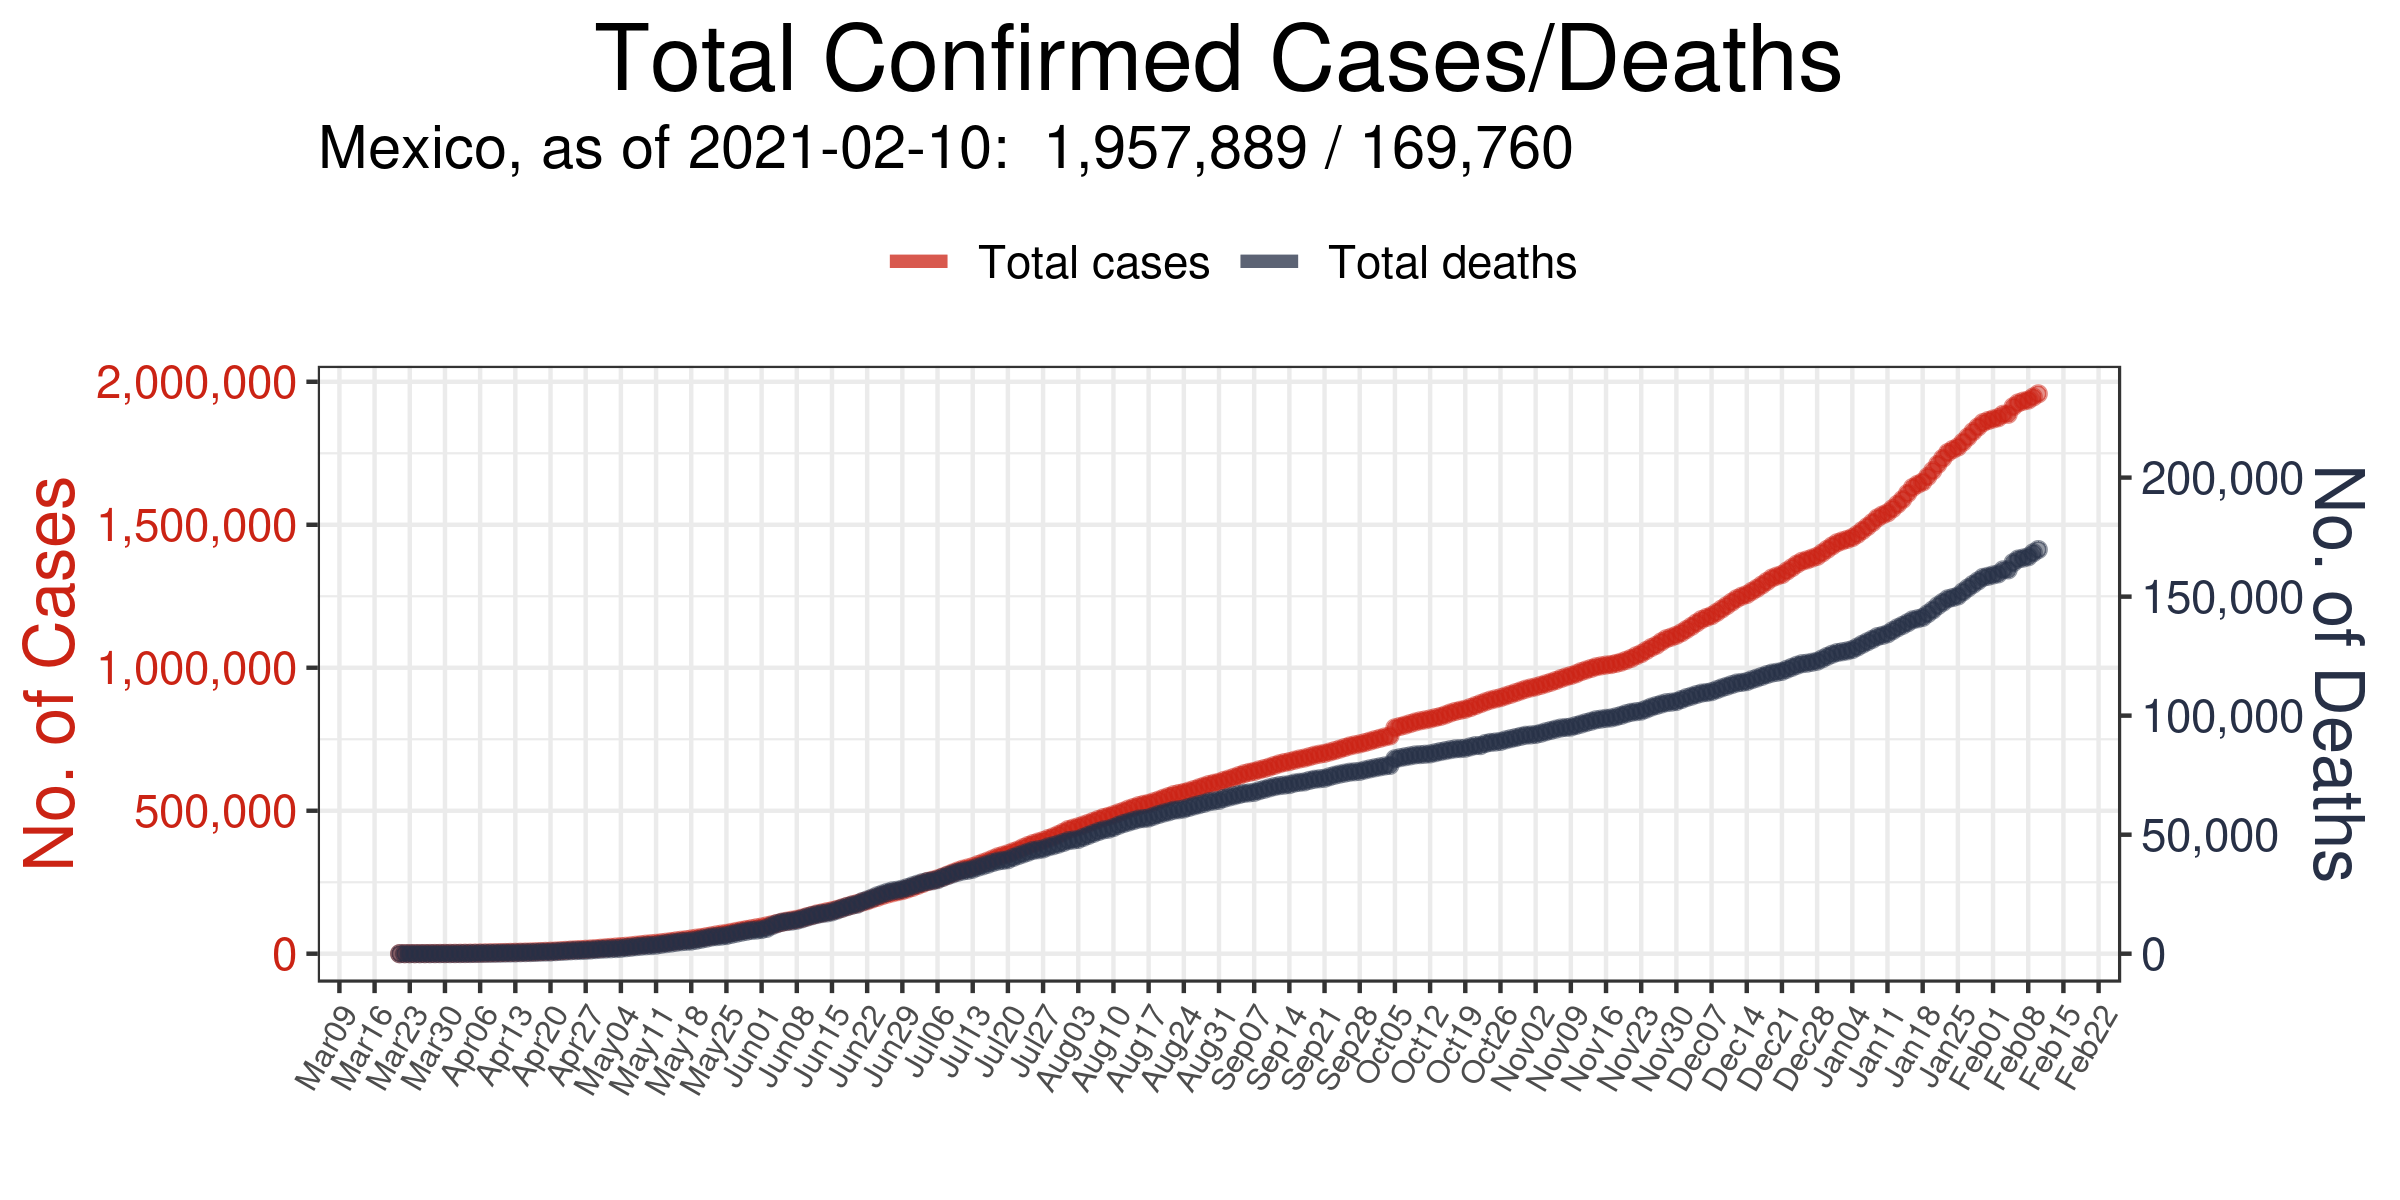 Total Confirmed Cases/Deaths
Mexico, as of 2021-02-10:  1,957,889 / 169,760
Total cases
Total deaths
No. of Cases
2,000,000
1,500,000
1,000,000
500,000
0
200,000
150,000
100,000
50,000
0
No. of Deaths
Mar09
Mar16
Mar23
Mar30
Apr06
Apr13
Apr20
Apr27
May04
May11
May18
May25
Jun01
Jun08
Jun15
Jun22
Jun29
Jul06
Jul13
Jul20
Jul27
Aug03
Aug10
Aug17
Aug24
Aug31
Sep07
Sep14
Sep21
Sep28
Oct05
Oct12
Oct19
Oct26
Nov02
Nov09
Nov16
Nov23
Nov30
Dec07
Dec14
Dec21
Dec28
Dec04
Jan11
Jan18
Jan18
Jan25
Feb01
Feb08
Feb15
Feb22